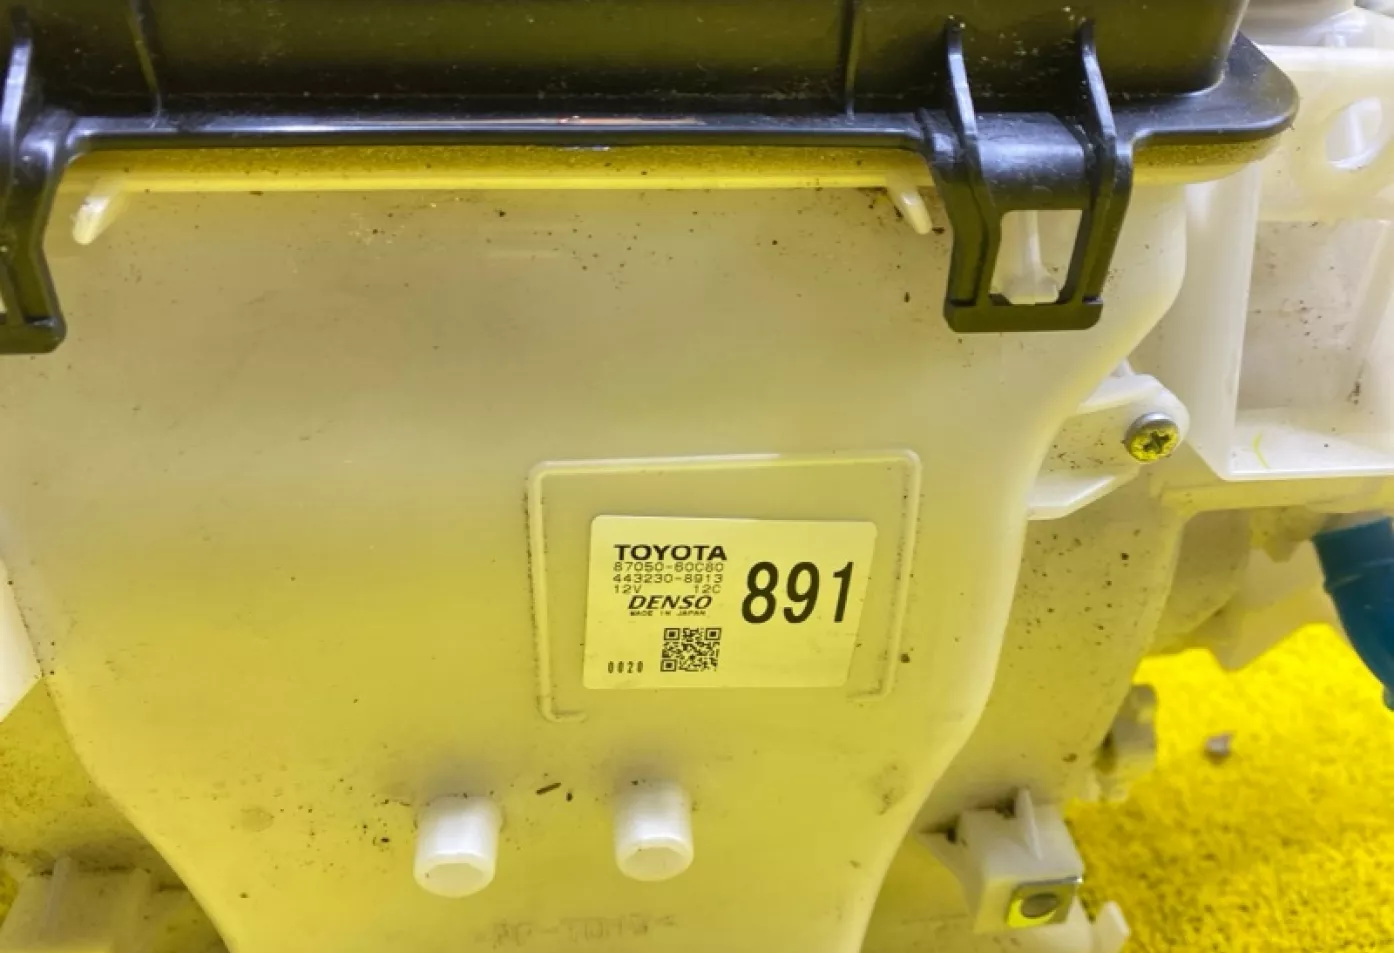 TOYOTA
87050-60C80
443230-8913
12V 12C
DENSO
MADE IN JAPAN
891
0020